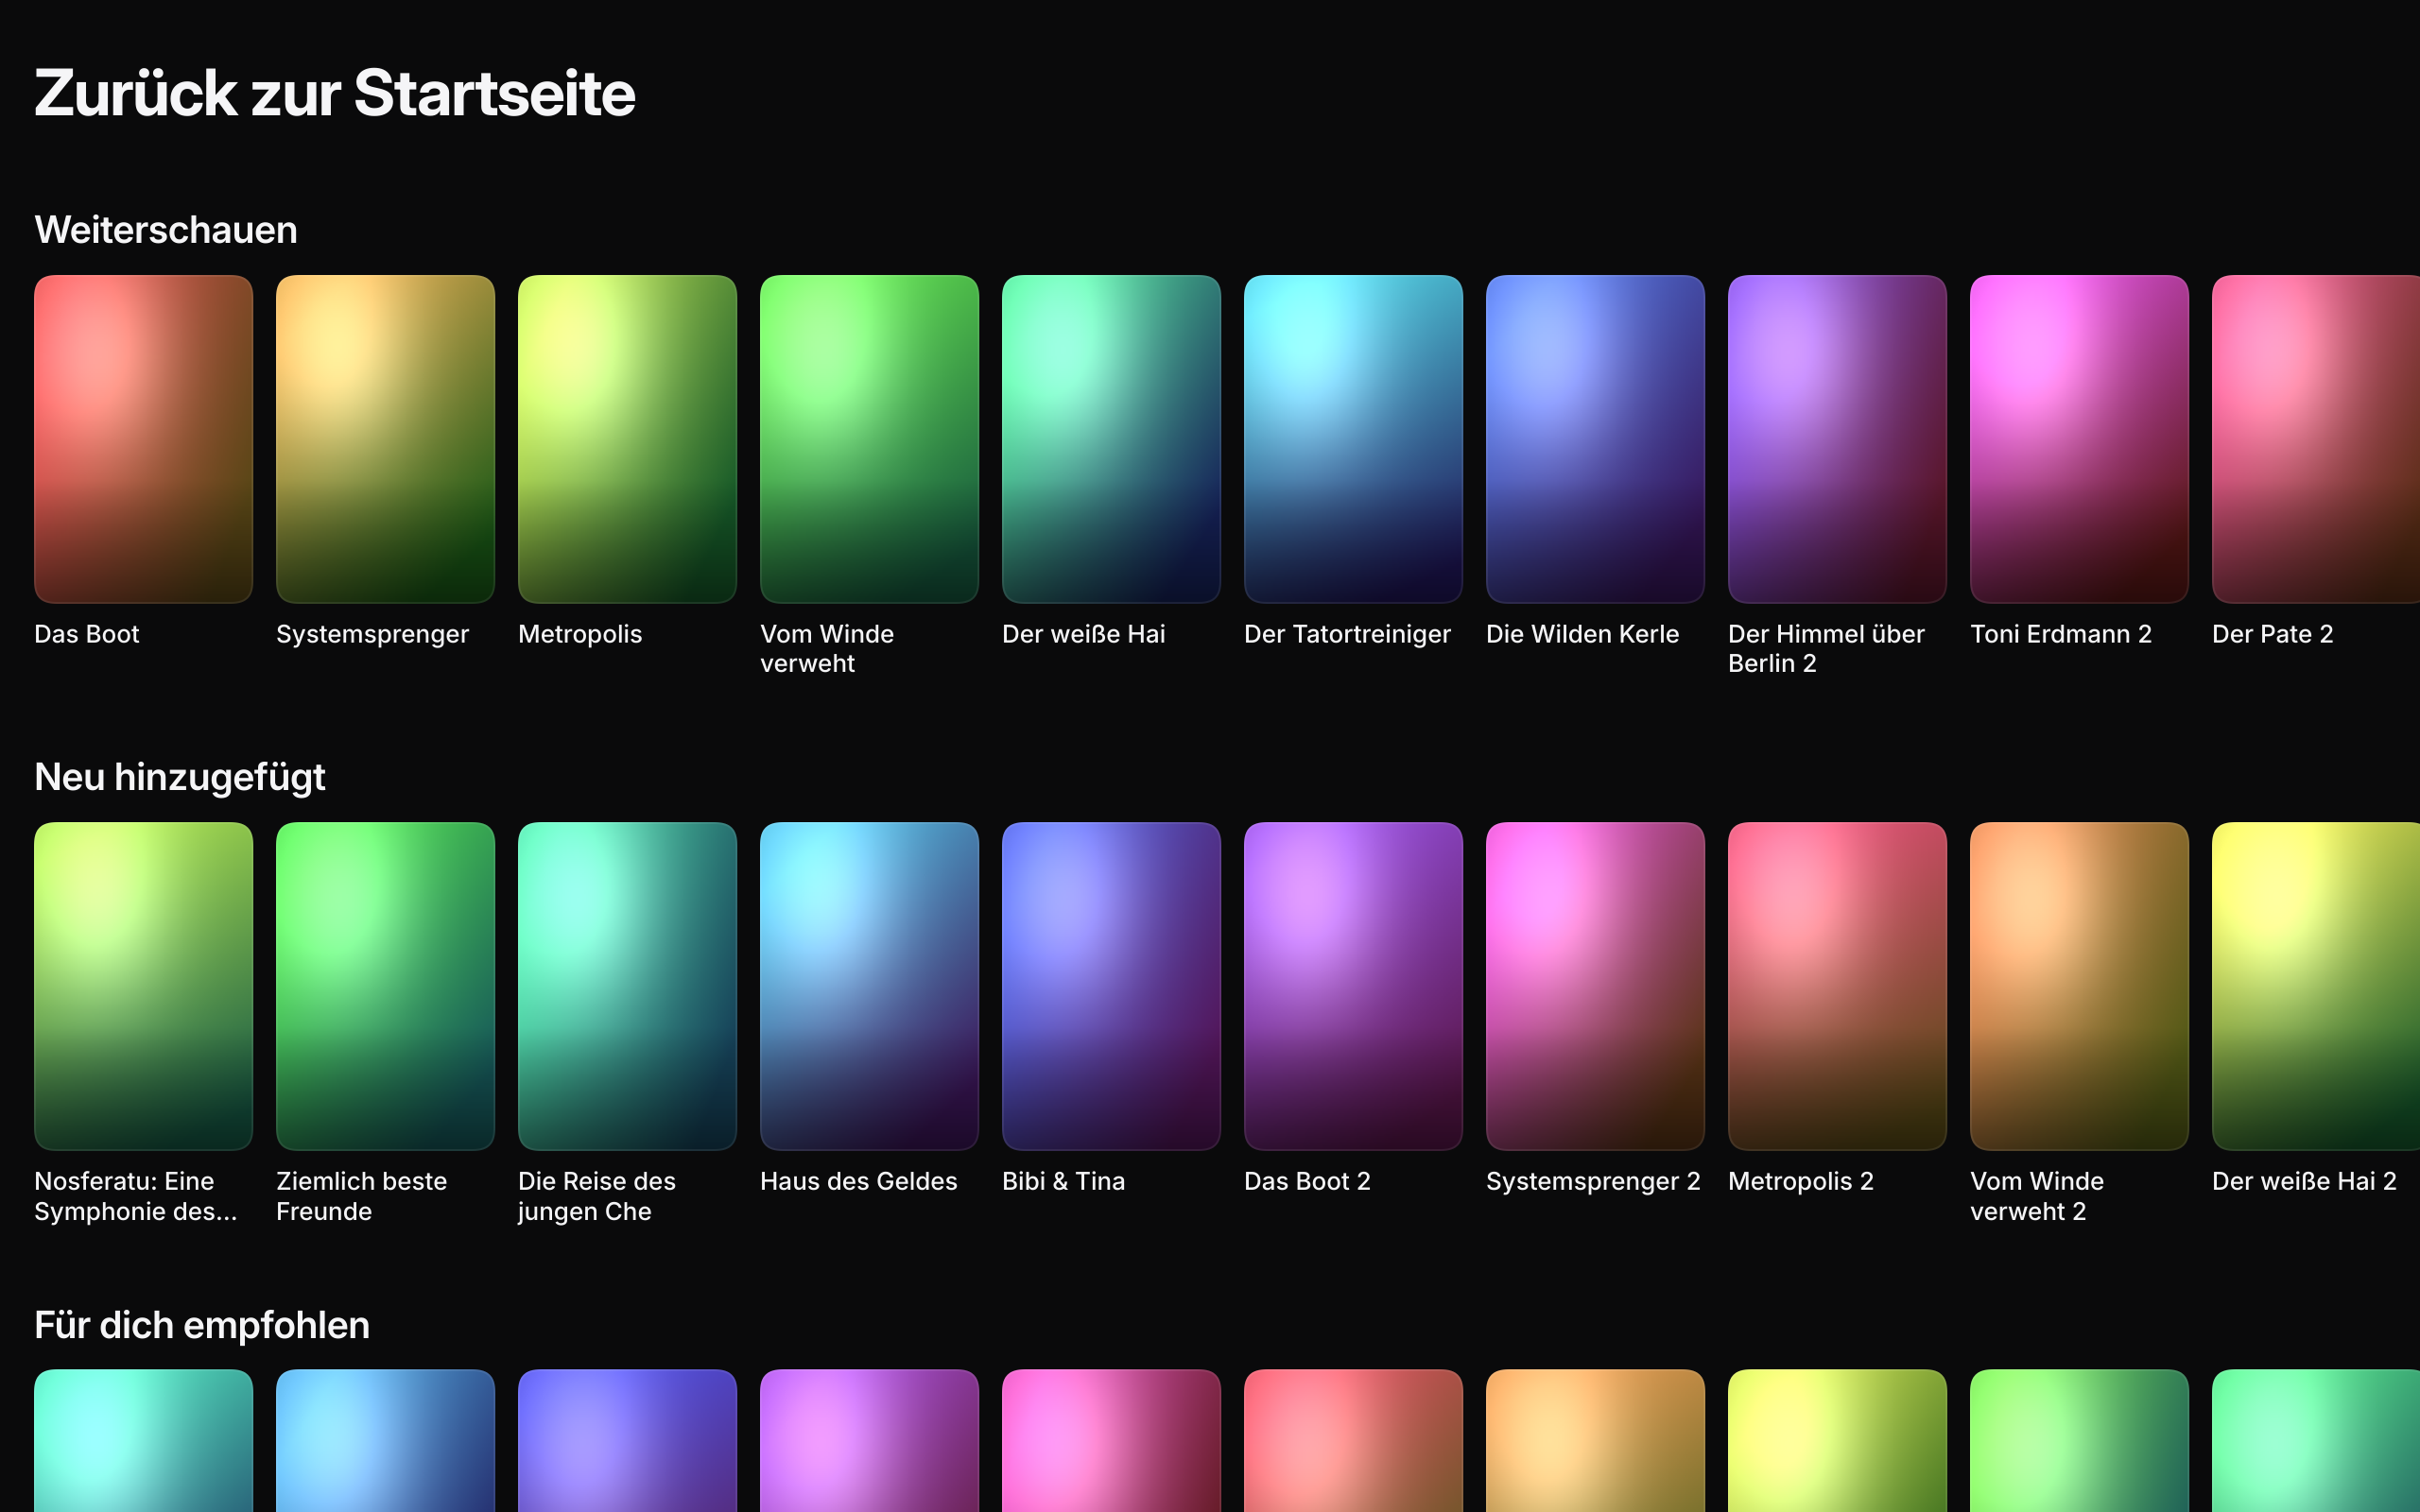 Zurück zur Startseite
Weiterschauen
Das Boot
Systemsprenger
Metropolis
Vom Winde
verweht
Der weiße Hai
Der Tatortreiniger
Die Wilden Kerle
Der Himmel über
Berlin 2
Toni Erdmann 2
Der Pate 2
Neu hinzugefügt
Nosferatu: Eine
Symphonie des…
Ziemlich beste
Freunde
Die Reise des
jungen Che
Haus des Geldes
Bibi & Tina
Das Boot 2
Systemsprenger 2
Metropolis 2
Vom Winde
verweht 2
Der weiße Hai 2
Für dich empfohlen